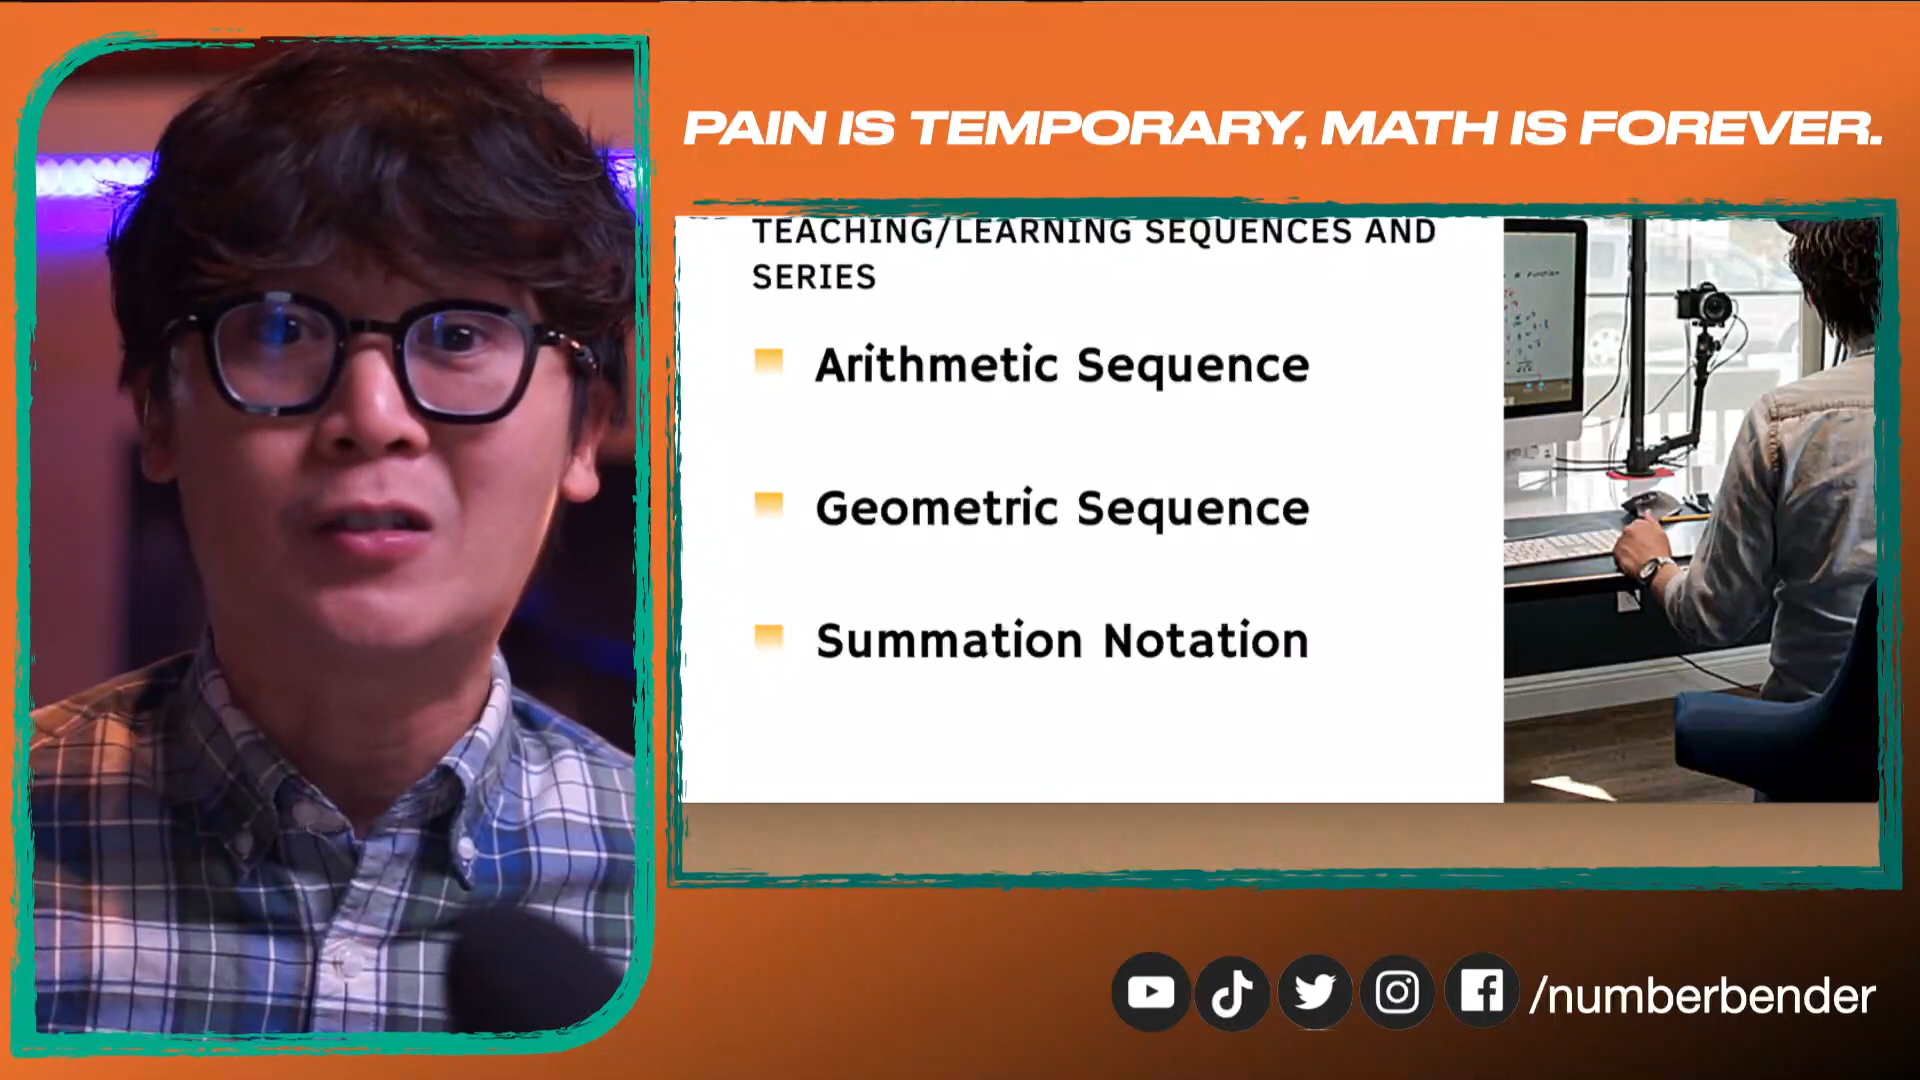 PAIN IS TEMPORARY, MATH IS FOREVER.
TEACHING/LEARNING SEQUENCES AND
SERIES
Arithmetic Sequence
Geometric Sequence
Summation Notation
/numberbender